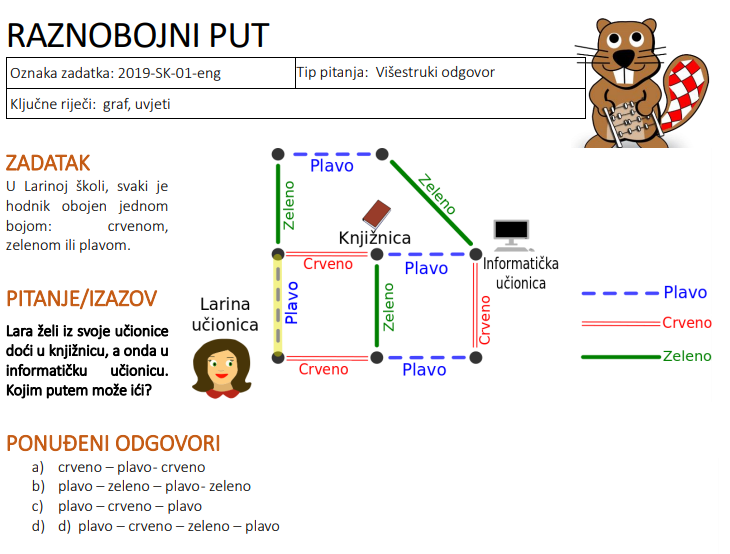 RAZNOBOJNI PUT
Oznaka zadatka: 2019-SK-01-eng
Tip pitanja: Višestruki odgovor
Ključne riječi: graf, uvjeti
ZADATAK
U Larinoj školi, svaki je
hodnik obojen jednom
bojom: crvenom,
zelenom ili plavom.
PITANJE/IZAZOV
Lara želi iz svoje učionice
doći u knjižnicu, a onda u
informatičku učionicu.
Kojim putem može ići?
Plavo
Zeleno
Zeleno
Knjižnica
Crveno
Plavo
Informatička
učionica
Larina
učionica
Plavo
Zeleno
Crveno
Crveno
Plavo
Plavo
Crveno
Zeleno
PONUĐENI ODGOVORI
a) crveno – plavo- crveno
b) plavo – zeleno – plavo- zeleno
c) plavo – crveno – plavo
d) d) plavo – crveno – zeleno – plavo